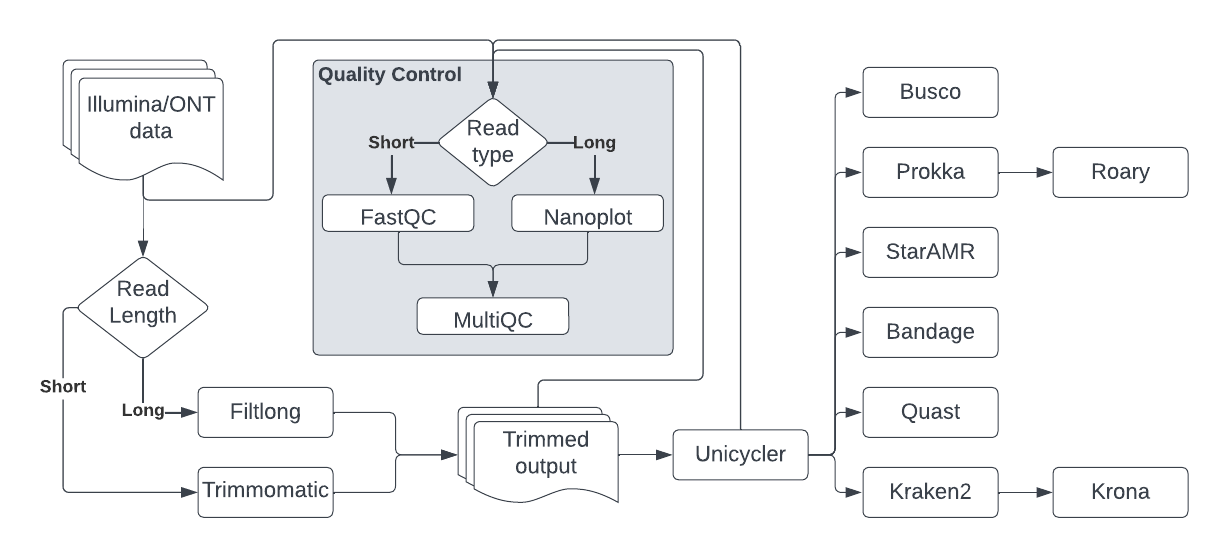 Illumina/ONT
data
Quality Control
Read
type
Short
Long
FastQC
Nanoplot
MultiQC
Read
Length
Short
Long
Filtlong
Trimmomatic
Trimmed
output
Unicycler
Busco
Prokka
Roary
StarAMR
Bandage
Quast
Kraken2
Krona